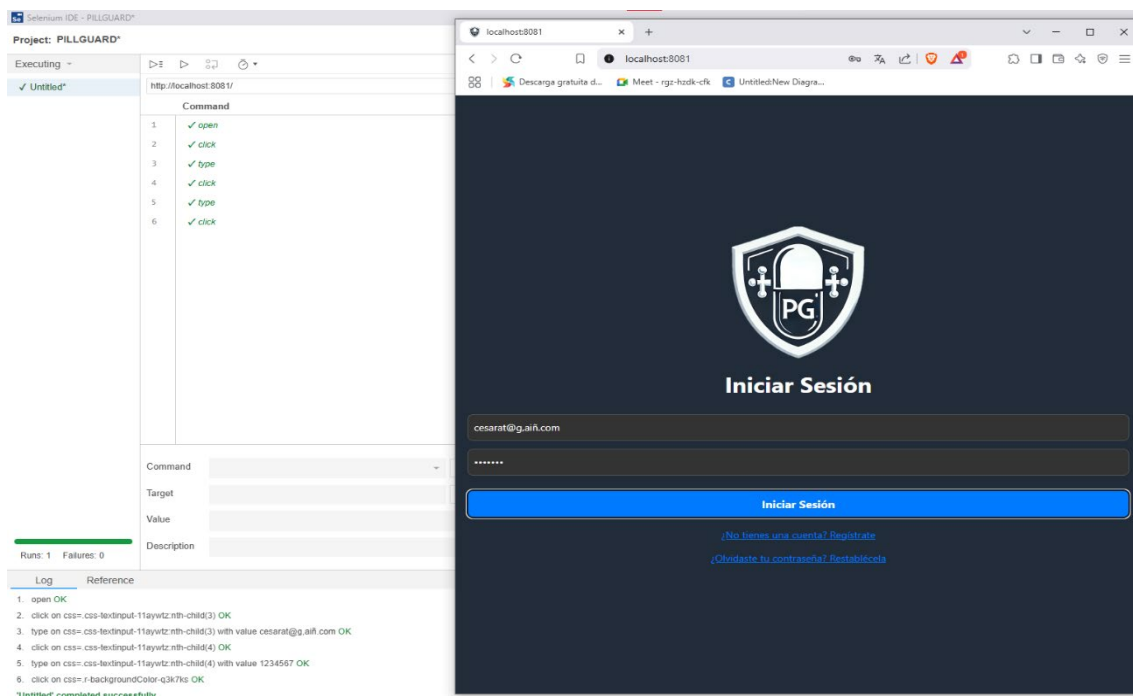 Selenium IDE - PILLGUARD*
Project: PILLGUARD*
Executing
✓ Untitled*
http://localhost:8081/
Command
1 ✓ open
2 ✓ click
3 ✓ type
4 ✓ click
5 ✓ type
6 ✓ click
Command
Target
Value
Description
Runs: 1 Failures: 0
Log Reference
1. open OK
2. click on css=.css-textinput-11aywtz:nth-child(3) OK
3. type on css=.css-textinput-11aywtz:nth-child(3) with value cesarat@g,aiñ.com OK
4. click on css=.css-textinput-11aywtz:nth-child(4) OK
5. type on css=.css-textinput-11aywtz:nth-child(4) with value 1234567 OK
6. click on css=.r-backgroundColor-q3k7ks OK
'Untitled' completed successfully
localhost:8081
localhost:8081
Descarga gratuita d... Meet - rgz-hzdk-cfk Untitled:New Diagra...
PG
Iniciar Sesión
cesarat@g,aiñ.com
•••••••
Iniciar Sesión
¿No tienes una cuenta? Regístrate
¿Olvidaste tu contraseña? Restablécela